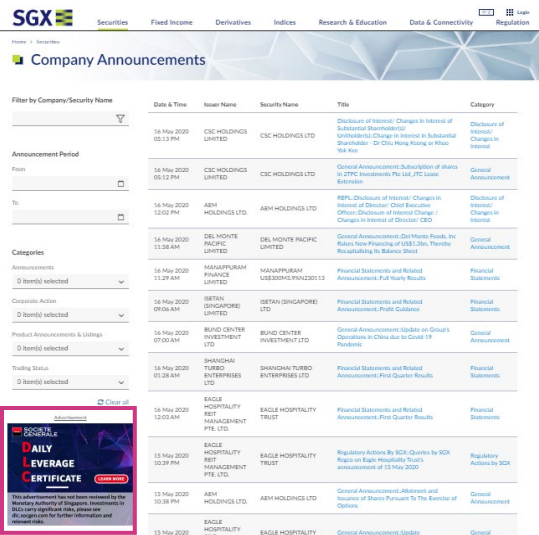 SGX
Login
Securities
Fixed Income
Derivatives
Indices
Research & Education
Data & Connectivity
Regulation
Home > Securities
Company Announcements
Filter by Company/Security Name
Announcement Period
From
To
Categories
Announcements
0 item(s) selected
Corporate Action
0 item(s) selected
Product Announcements & Listings
0 item(s) selected
Trading Status
0 item(s) selected
Clear all
Advertisement
SOCIETE
GENERALE
DAILY
LEVERAGE
CERTIFICATE
LEARN MORE
This advertisement has not been reviewed by the
Monetary Authority of Singapore. Investments in
DLCs carry significant risks, please see
dlc.socgen.com for further information and
relevant risks.
Date & Time
Issuer Name
Security Name
Title
Category
16 May 2020
05:13 PM
CSC HOLDINGS
LIMITED
CSC HOLDINGS LTD
Disclosure of Interest/ Changes in Interest of
Substantial Shareholder(s)/
Unitholder(s)::Change in Interest in Substantial
Shareholder - Dr Chiu Hong Keong or Khoo
Yok Kee
Disclosure of
Interest/
Changes in
Interest
16 May 2020
05:12 PM
CSC HOLDINGS
LIMITED
CSC HOLDINGS LTD
General Announcement::Subscription of shares
in 2TPC Investments Pte Ltd_JTC Lease
Extension
General
Announcement
16 May 2020
12:02 PM
AEM
HOLDINGS LTD.
AEM HOLDINGS LTD
REPL::Disclosure of Interest/ Changes in
Interest of Director/ Chief Executive
Officer::Disclosure of Interest Change /
Changes in Interest of Director/ CEO
Disclosure of
Interest/
Changes in
Interest
16 May 2020
11:38 AM
DEL MONTE
PACIFIC
LIMITED
DEL MONTE PACIFIC
LIMITED
General Announcement::Del Monte Foods, Inc
Raises New Financing of US$1.3bn, Thereby
Recapitalising Its Balance Sheet
General
Announcement
16 May 2020
11:29 AM
MANAPPURAM
FINANCE
LIMITED
MANAPPURAM
US$300M5.9%N230113
Financial Statements and Related
Announcement::Full Yearly Results
Financial
Statements
16 May 2020
09:06 AM
ISETAN
(SINGAPORE)
LIMITED
ISETAN (SINGAPORE)
LTD
Financial Statements and Related
Announcement::Profit Guidance
Financial
Statements
16 May 2020
07:00 AM
BUND CENTER
INVESTMENT
LTD
BUND CENTER
INVESTMENT LTD
General Announcement::Update on Group's
Operations in China due to Covid-19
Pandemic
General
Announcement
16 May 2020
01:28 AM
SHANGHAI
TURBO
ENTERPRISES
LTD
SHANGHAI TURBO
ENTERPRISES LTD
Financial Statements and Related
Announcement::First Quarter Results
Financial
Statements
16 May 2020
12:03 AM
EAGLE
HOSPITALITY
REIT
MANAGEMENT
PTE. LTD.
EAGLE HOSPITALITY
TRUST
Financial Statements and Related
Announcement::First Quarter Results
Financial
Statements
15 May 2020
10:39 PM
EAGLE
HOSPITALITY
REIT
MANAGEMENT
PTE. LTD.
EAGLE HOSPITALITY
TRUST
Regulatory Actions By SGX::Queries by SGX
Regco on Eagle Hospitality Trust's
announcement of 13 May 2020
Regulatory
Actions by SGX
15 May 2020
10:38 PM
AEM
HOLDINGS LTD.
AEM HOLDINGS LTD
General Announcement::Allotment and
Issuance of Shares Pursuant To The Exercise of
Options
General
Announcement
15 May 2020
EAGLE
HOSPITALITY
REIT
EAGLE HOSPITALITY
General Announcement::Update
General